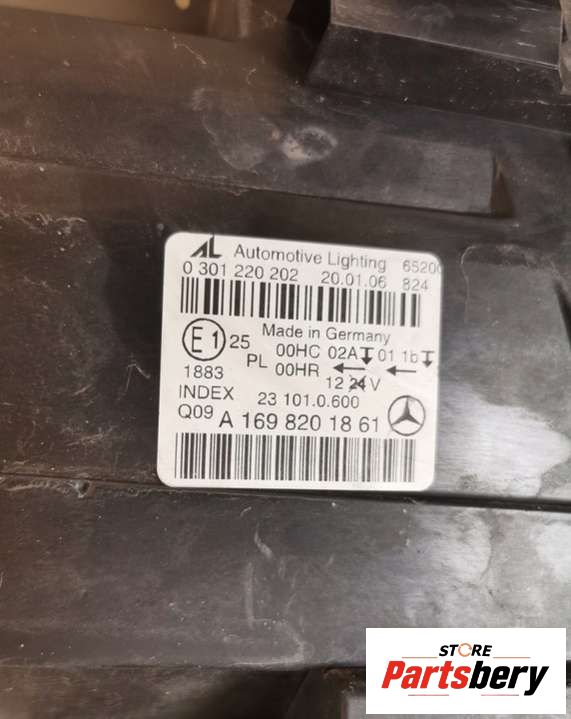 AL Automotive Lighting 65200
0 301 220 202 20.01.06 824
Made in Germany
E1 25 00HC 02A 01 1b
PL 00HR
1883 12 24 V
INDEX 23 101.0.600
Q09 A 169 820 18 61
STORE
Partsbery